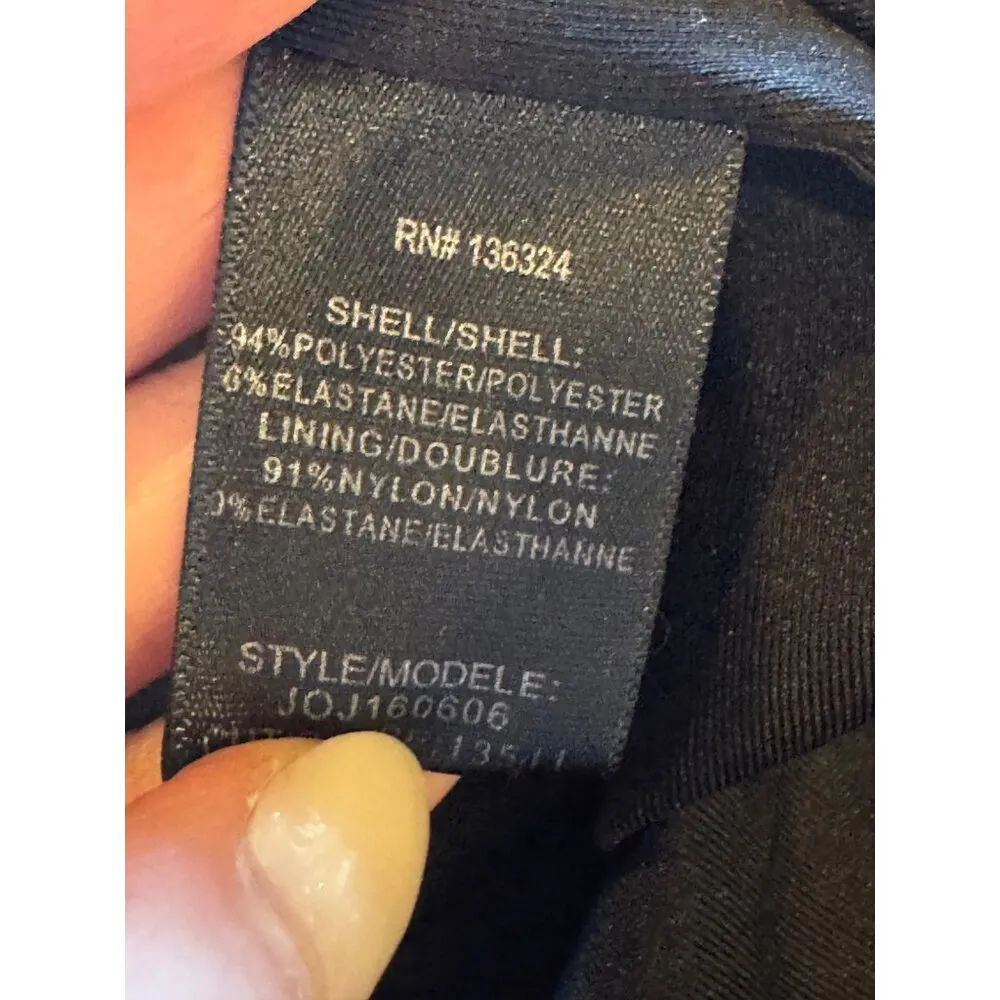 RN# 136324
SHELL/SHELL:
94%POLYESTER/POLYESTER
6%ELASTANE/ELASTHANNE
LINING/DOUBLURE:
91%NYLON/NYLON
ELASTANE/ELASTHANNE
STYLE/MODELE:
JOJ160606